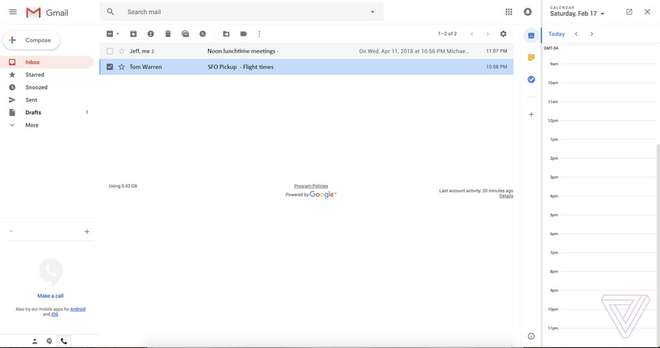 Gmail
Search mail
CALENDAR
Saturday, Feb 17
Compose
1–2 of 2
Today
Inbox
Starred
Snoozed
Sent
Drafts 1
More
Jeff, me 2 Noon lunchtime meetings - On Wed, Apr 11, 2018 at 10:56 PM Michae... 11:07 PM
Tom Warren SFO Pickup - Flight times 10:58 PM
Using 0.43 GB
Program Policies
Powered by Google™
Last account activity: 20 minutes ago
Details
Make a call
Also try our mobile apps for Android
and iOS
GMT-04
9am
10am
11am
12pm
1pm
2pm
3pm
4pm
5pm
6pm
7pm
8pm
9pm
10pm
11pm